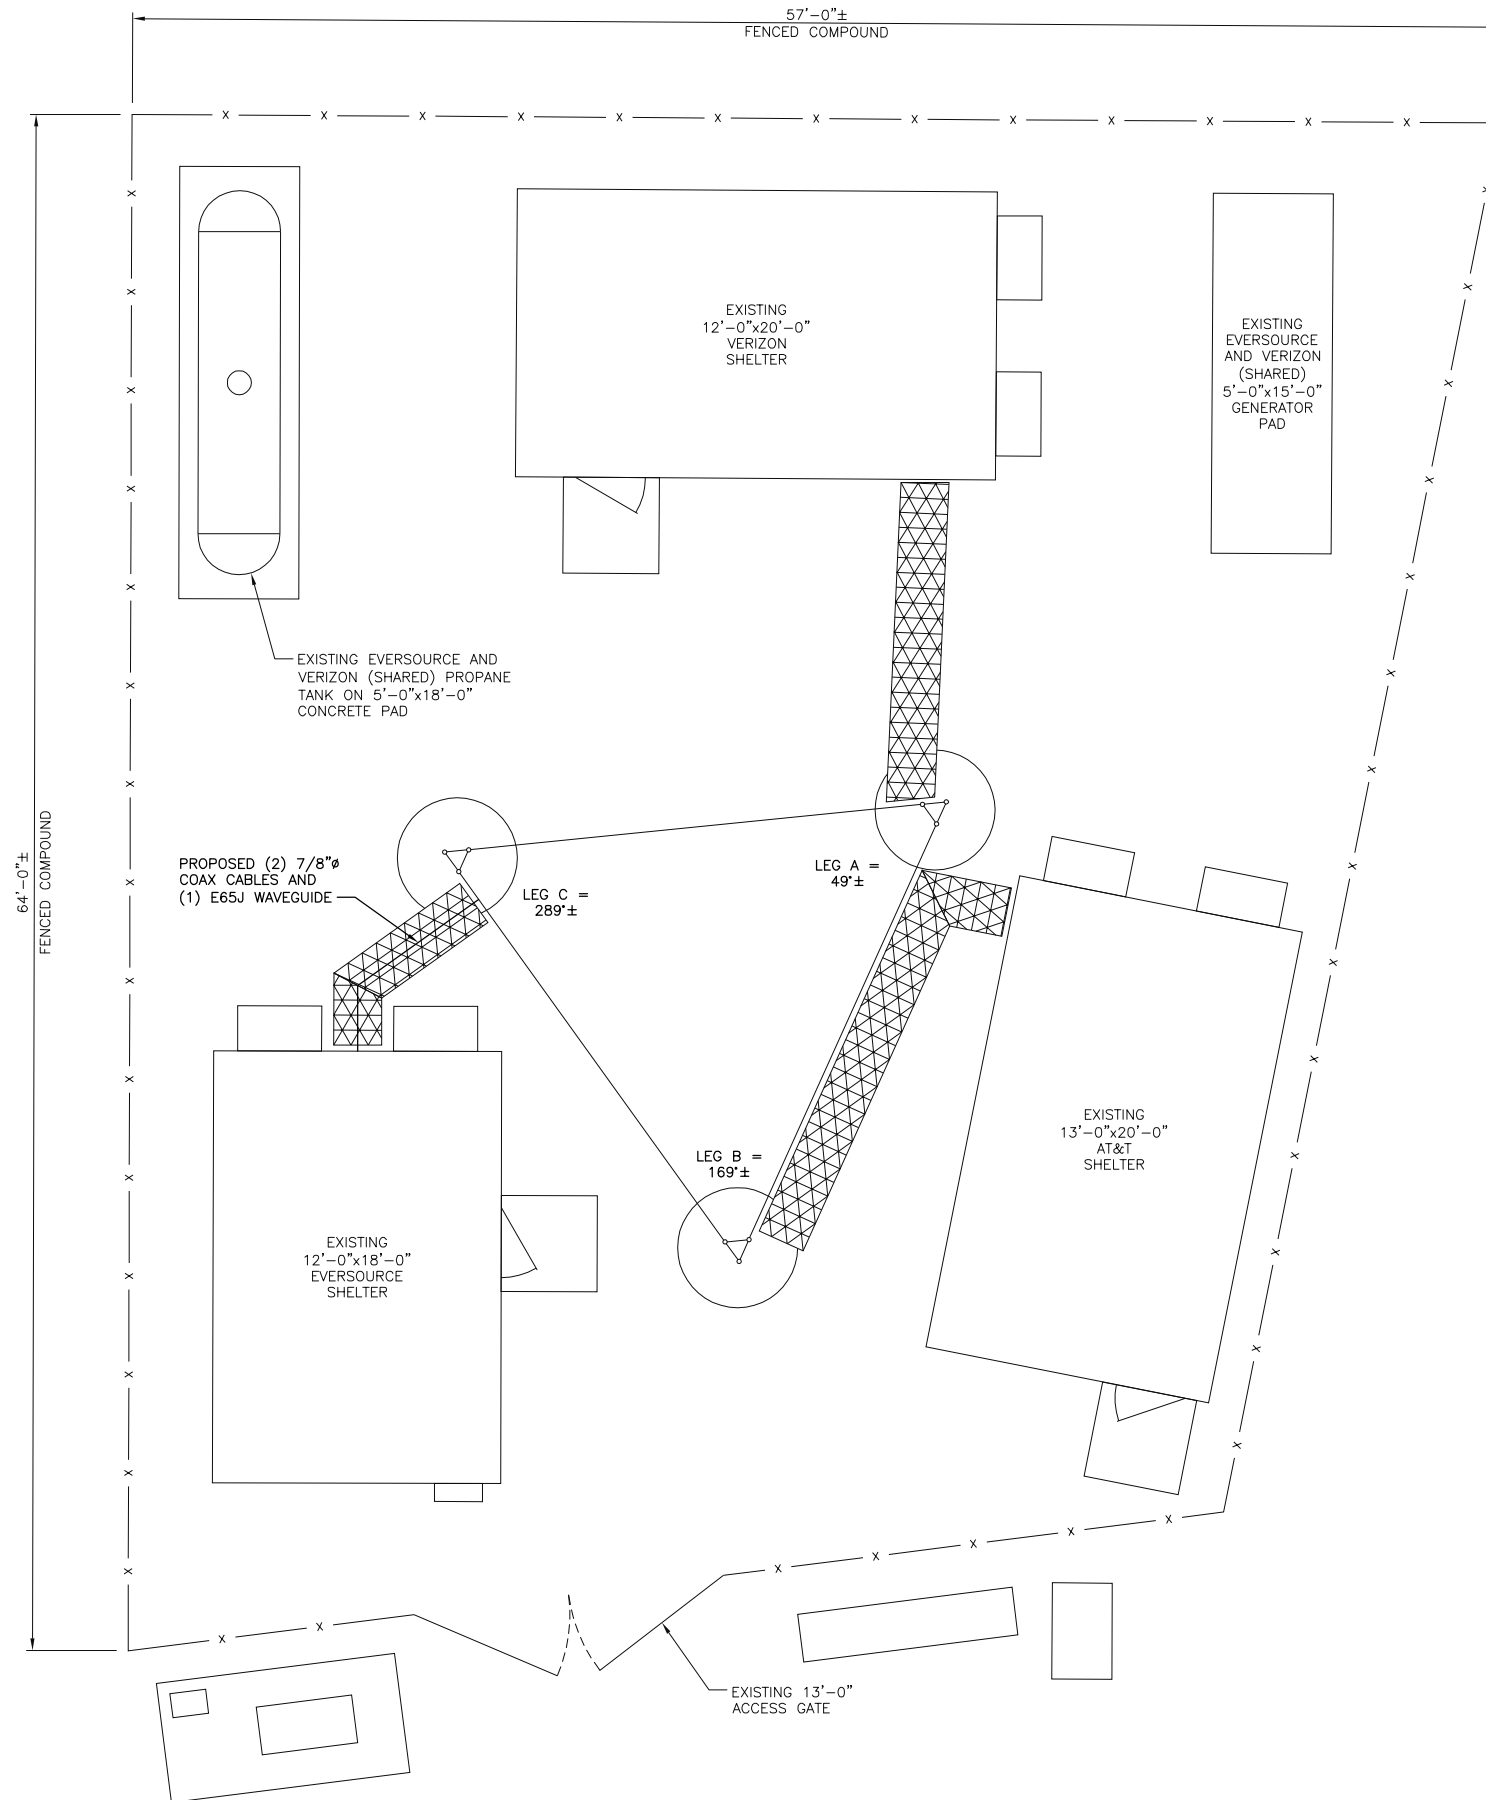 57'-0"±
FENCED COMPOUND
EXISTING
12'-0"x20'-0"
VERIZON
SHELTER
EXISTING
EVERSOURCE
AND VERIZON
(SHARED)
5'-0"x15'-0"
GENERATOR
PAD
EXISTING EVERSOURCE AND
VERIZON (SHARED) PROPANE
TANK ON 5'-0"x18'-0"
CONCRETE PAD
64'-0"±
FENCED COMPOUND
PROPOSED (2) 7/8"ø
COAX CABLES AND
(1) E65J WAVEGUIDE
LEG C =
289°±
LEG A =
49°±
LEG B =
169°±
EXISTING
13'-0"x20'-0"
AT&T
SHELTER
EXISTING
12'-0"x18'-0"
EVERSOURCE
SHELTER
EXISTING 13'-0"
ACCESS GATE